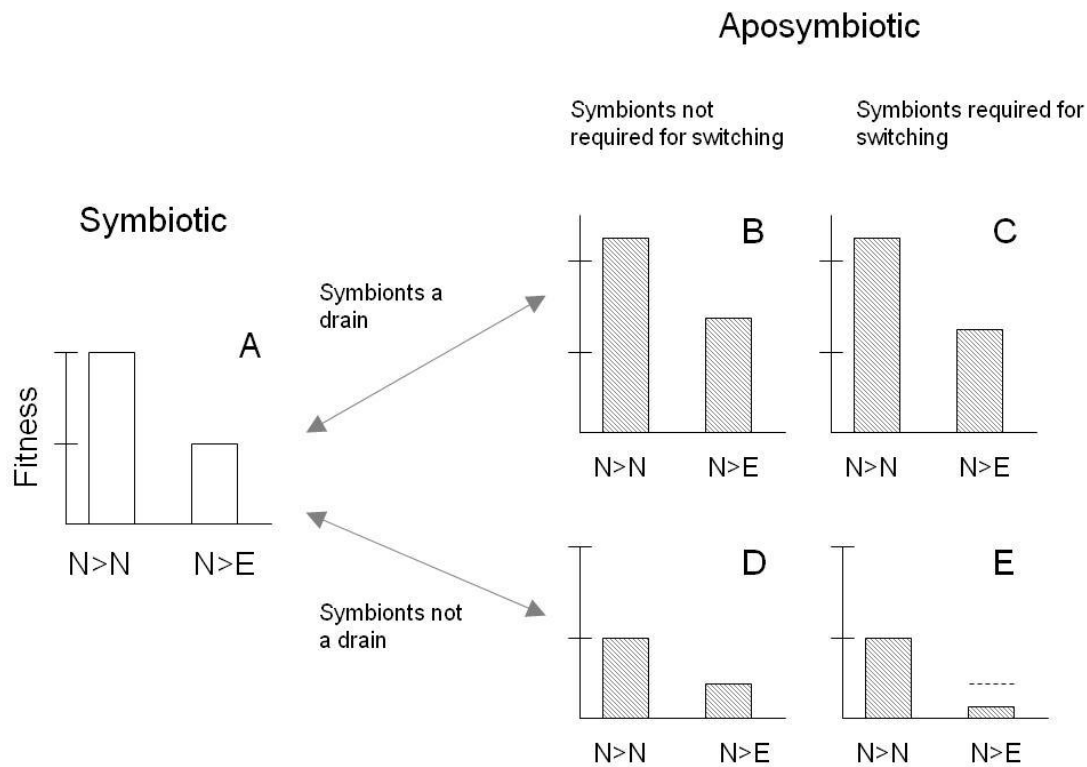 Aposymbiotic
Symbionts not
required for switching
Symbionts required for
switching
Symbiotic
Symbionts a
drain
Symbionts not
a drain
Fitness
A
N>N N>E
B
N>N N>E
C
N>N N>E
D
N>N N>E
E
N>N N>E